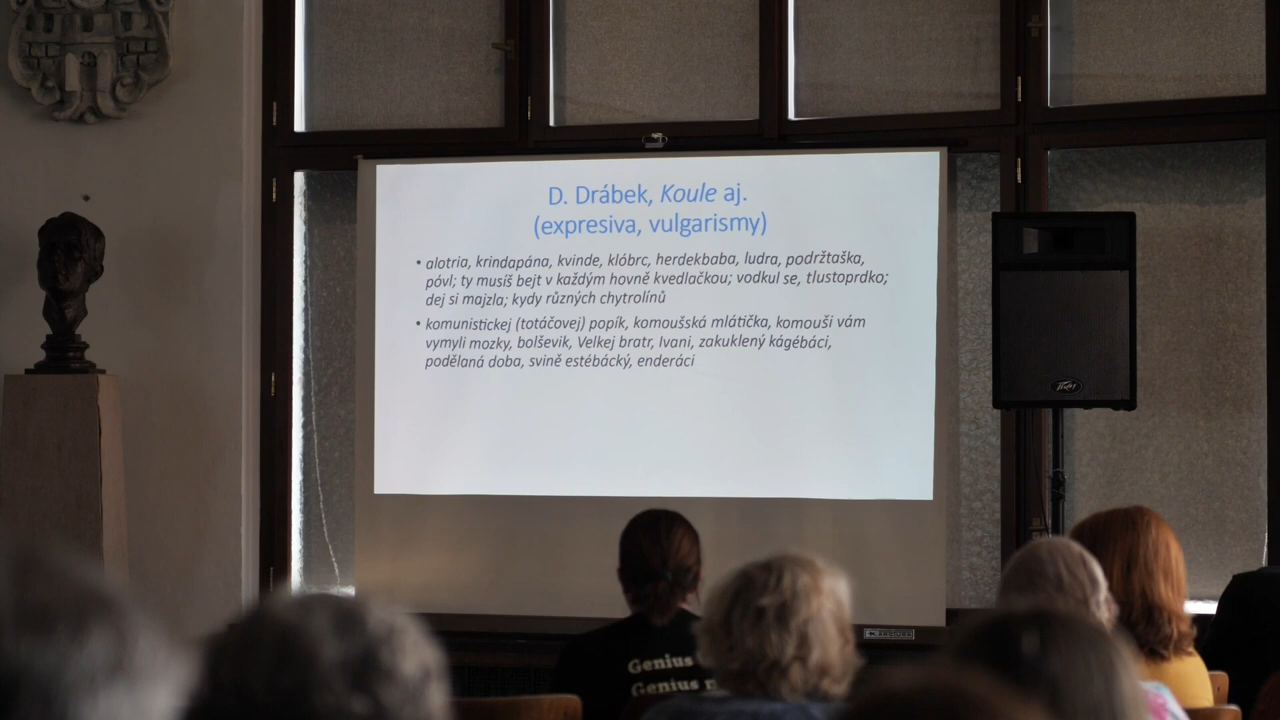 D. Drábek, Koule aj.
(expresiva, vulgarismy)
• alotria, krindapána, kvinde, klóbrc, herdekbaba, ludra, podržtaška,
póvl; ty musíš bejt v každým hovně kvedlačkou; vodkul se, tlustoprdko;
dej si majzla; kydy různých chytrolínů
• komunistickej (totáčovej) popík, komoušská mlátička, komouši vám
vymyli mozky, bolševik, Velkej bratr, Ivani, zakuklený kágébáci,
podělaná doba, svině estébácký, enderáci
Peavey
Genius
Genius